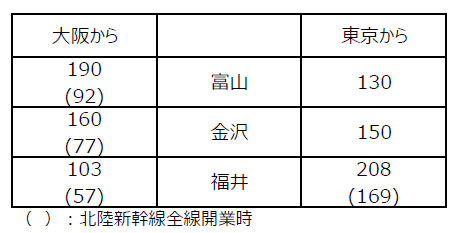 大阪から 東京から
190
(92) 富山 130
160
(77) 金沢 150
103
(57) 福井 208
(169)
（ ）：北陸新幹線全線開業時